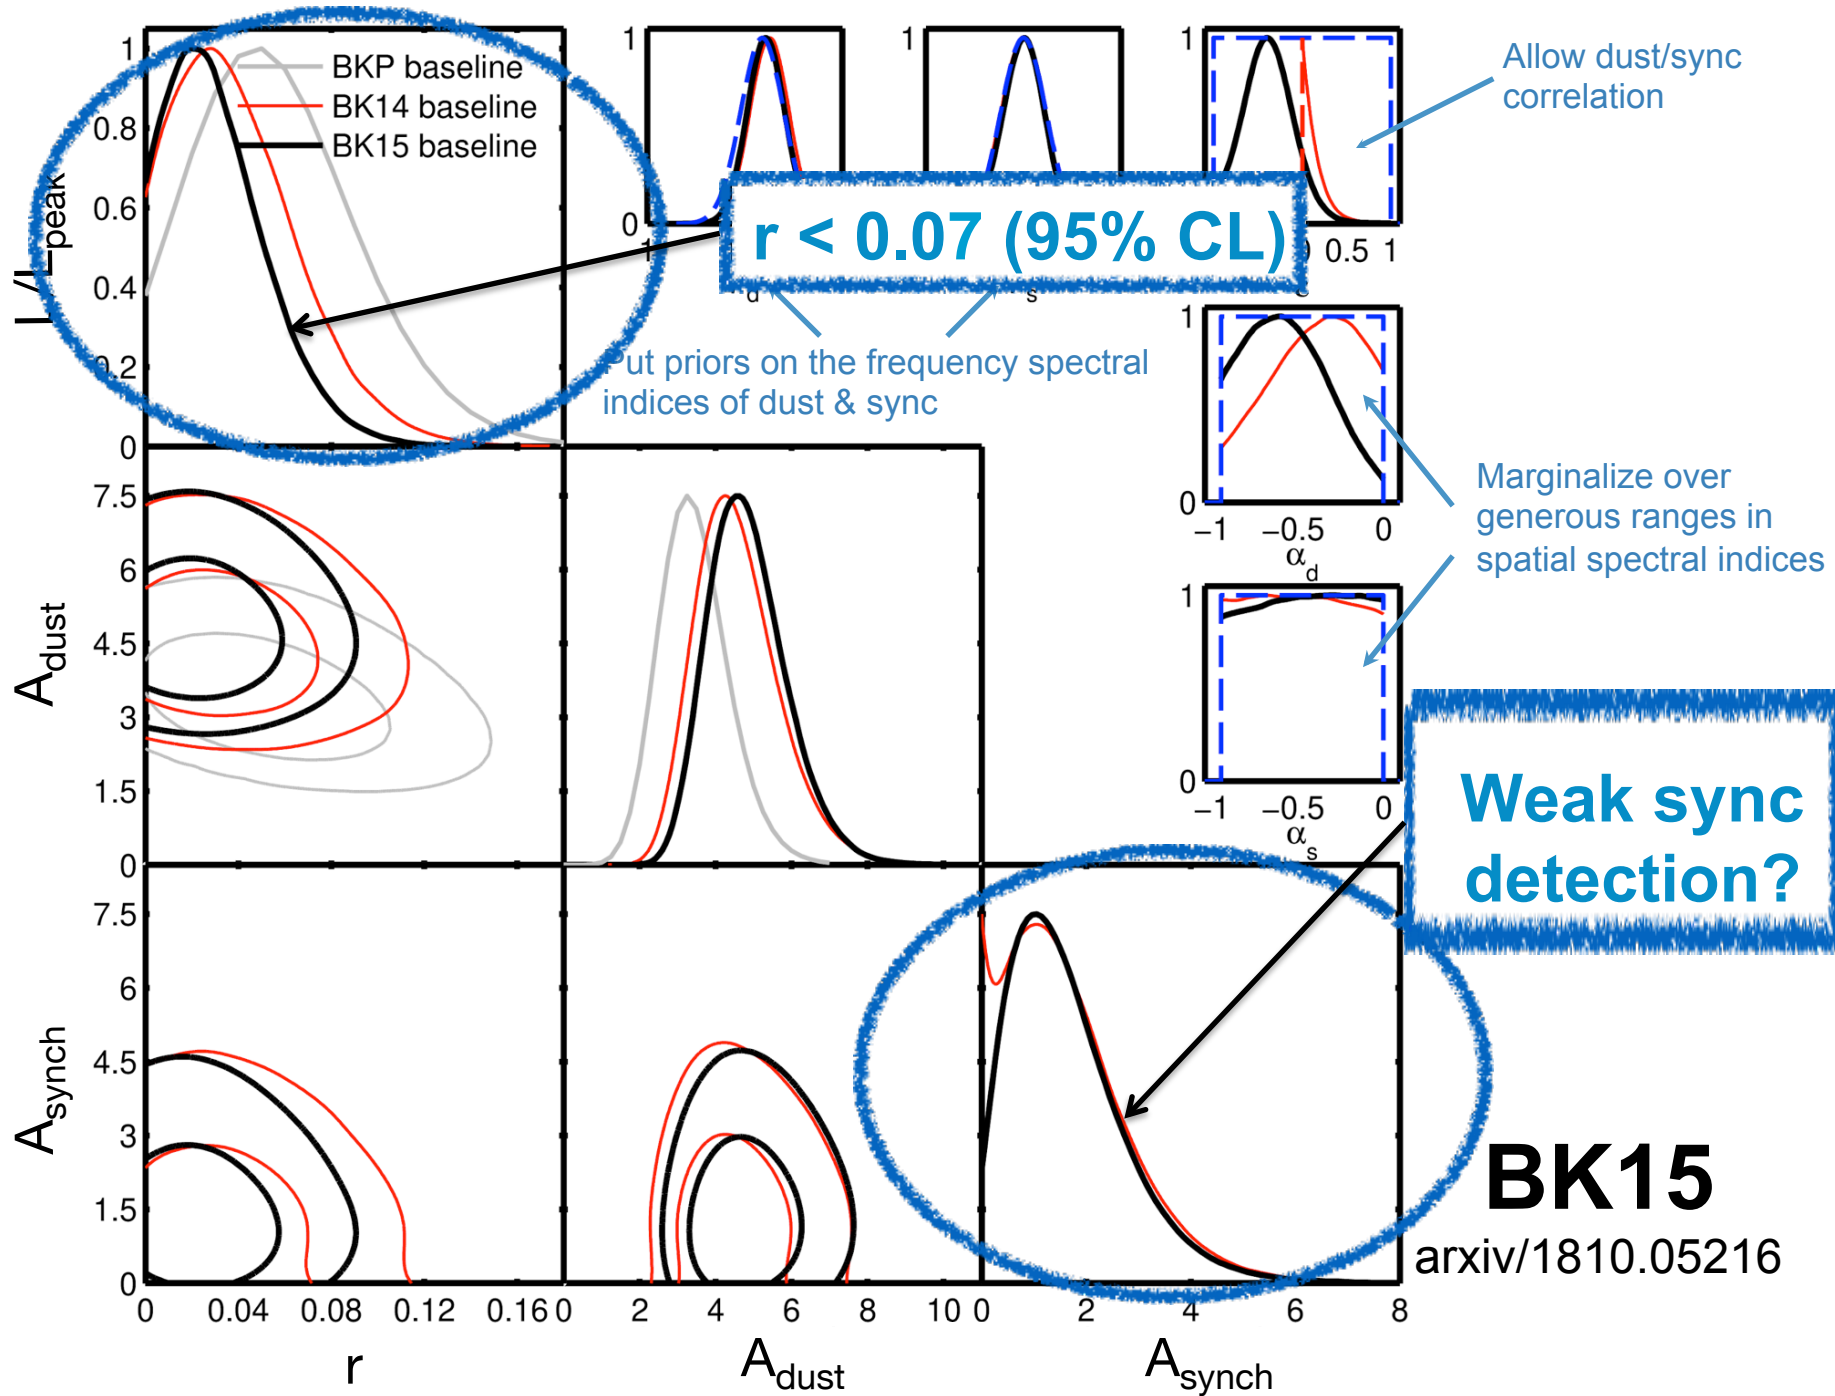 1
0.8
0.6
0.4
0.2
0
L/L_peak
BKP baseline
BK14 baseline
BK15 baseline
1
0
1
d
1
s
1
0.5
1
Allow dust/sync
correlation
r < 0.07 (95% CL)
Put priors on the frequency spectral
indices of dust & sync
1
0
−1
−0.5
0
α_d
Marginalize over
generous ranges in
spatial spectral indices
1
0
−1
−0.5
0
α_s
7.5
6
4.5
3
1.5
0
A_dust
Weak sync
detection?
7.5
6
4.5
3
1.5
0
A_synch
0
0.04
0.08
0.12
0.16
r
0
2
4
6
8
10
A_dust
0
2
4
6
8
A_synch
BK15
arxiv/1810.05216